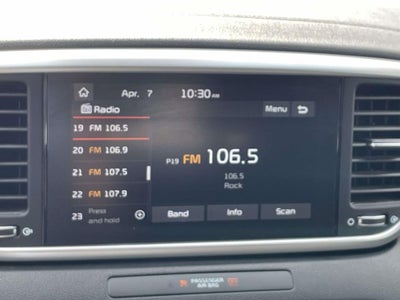 Apr. 7 10:30 AM
Radio Menu
19 FM 106.5
20 FM 106.9
21 FM 107.5
22 FM 107.9
23 Press and hold
P19 FM 106.5
106.5
Rock
Band Info Scan
PASSENGER
AIR BAG